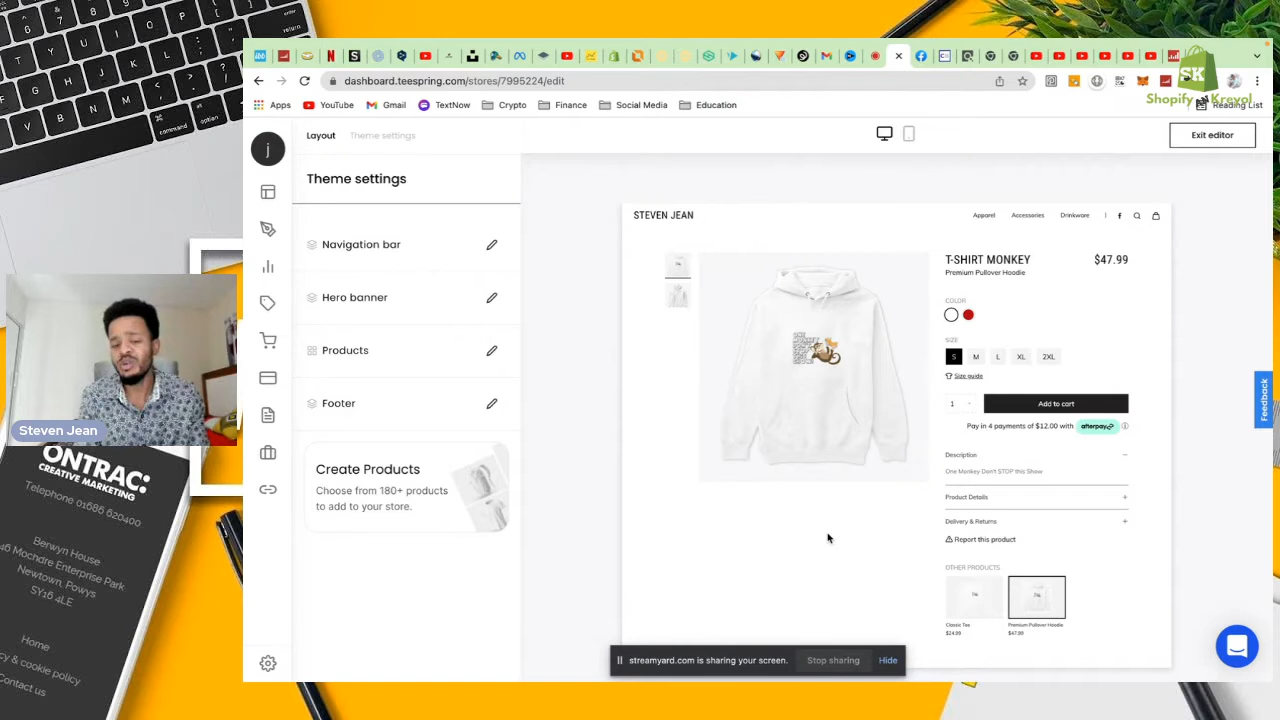 dashboard.teespring.com/stores/7995224/edit
SK
Shopify Kreyol
Apps
YouTube
Gmail
TextNow
Crypto
Finance
Social Media
Education
Reading List
j
Layout
Theme settings
Exit editor
Theme settings
Navigation bar
Hero banner
Products
Footer
Create Products
Choose from 180+ products
to add to your store.
STEVEN JEAN
Apparel
Accessories
Drinkware
T-SHIRT MONKEY
$47.99
Premium Pullover Hoodie
COLOR
SIZE
S
M
L
XL
2XL
Size guide
1
Add to cart
Pay in 4 payments of $12.00 with afterpay
Description
One Monkey Don't STOP this Show
Product Details
Delivery & Returns
Report this product
OTHER PRODUCTS
Classic Tee
$24.99
Premium Pullover Hoodie
$47.99
Feedback
streamyard.com is sharing your screen.
Stop sharing
Hide
Steven Jean
command
option
ONTRAC:
CREATIVE MARKETING
Telephone 01686 620400
Berwyn House
Mochdre Enterprise Park
Newtown, Powys
SY16 4LE
Home
cookie policy
Contact us